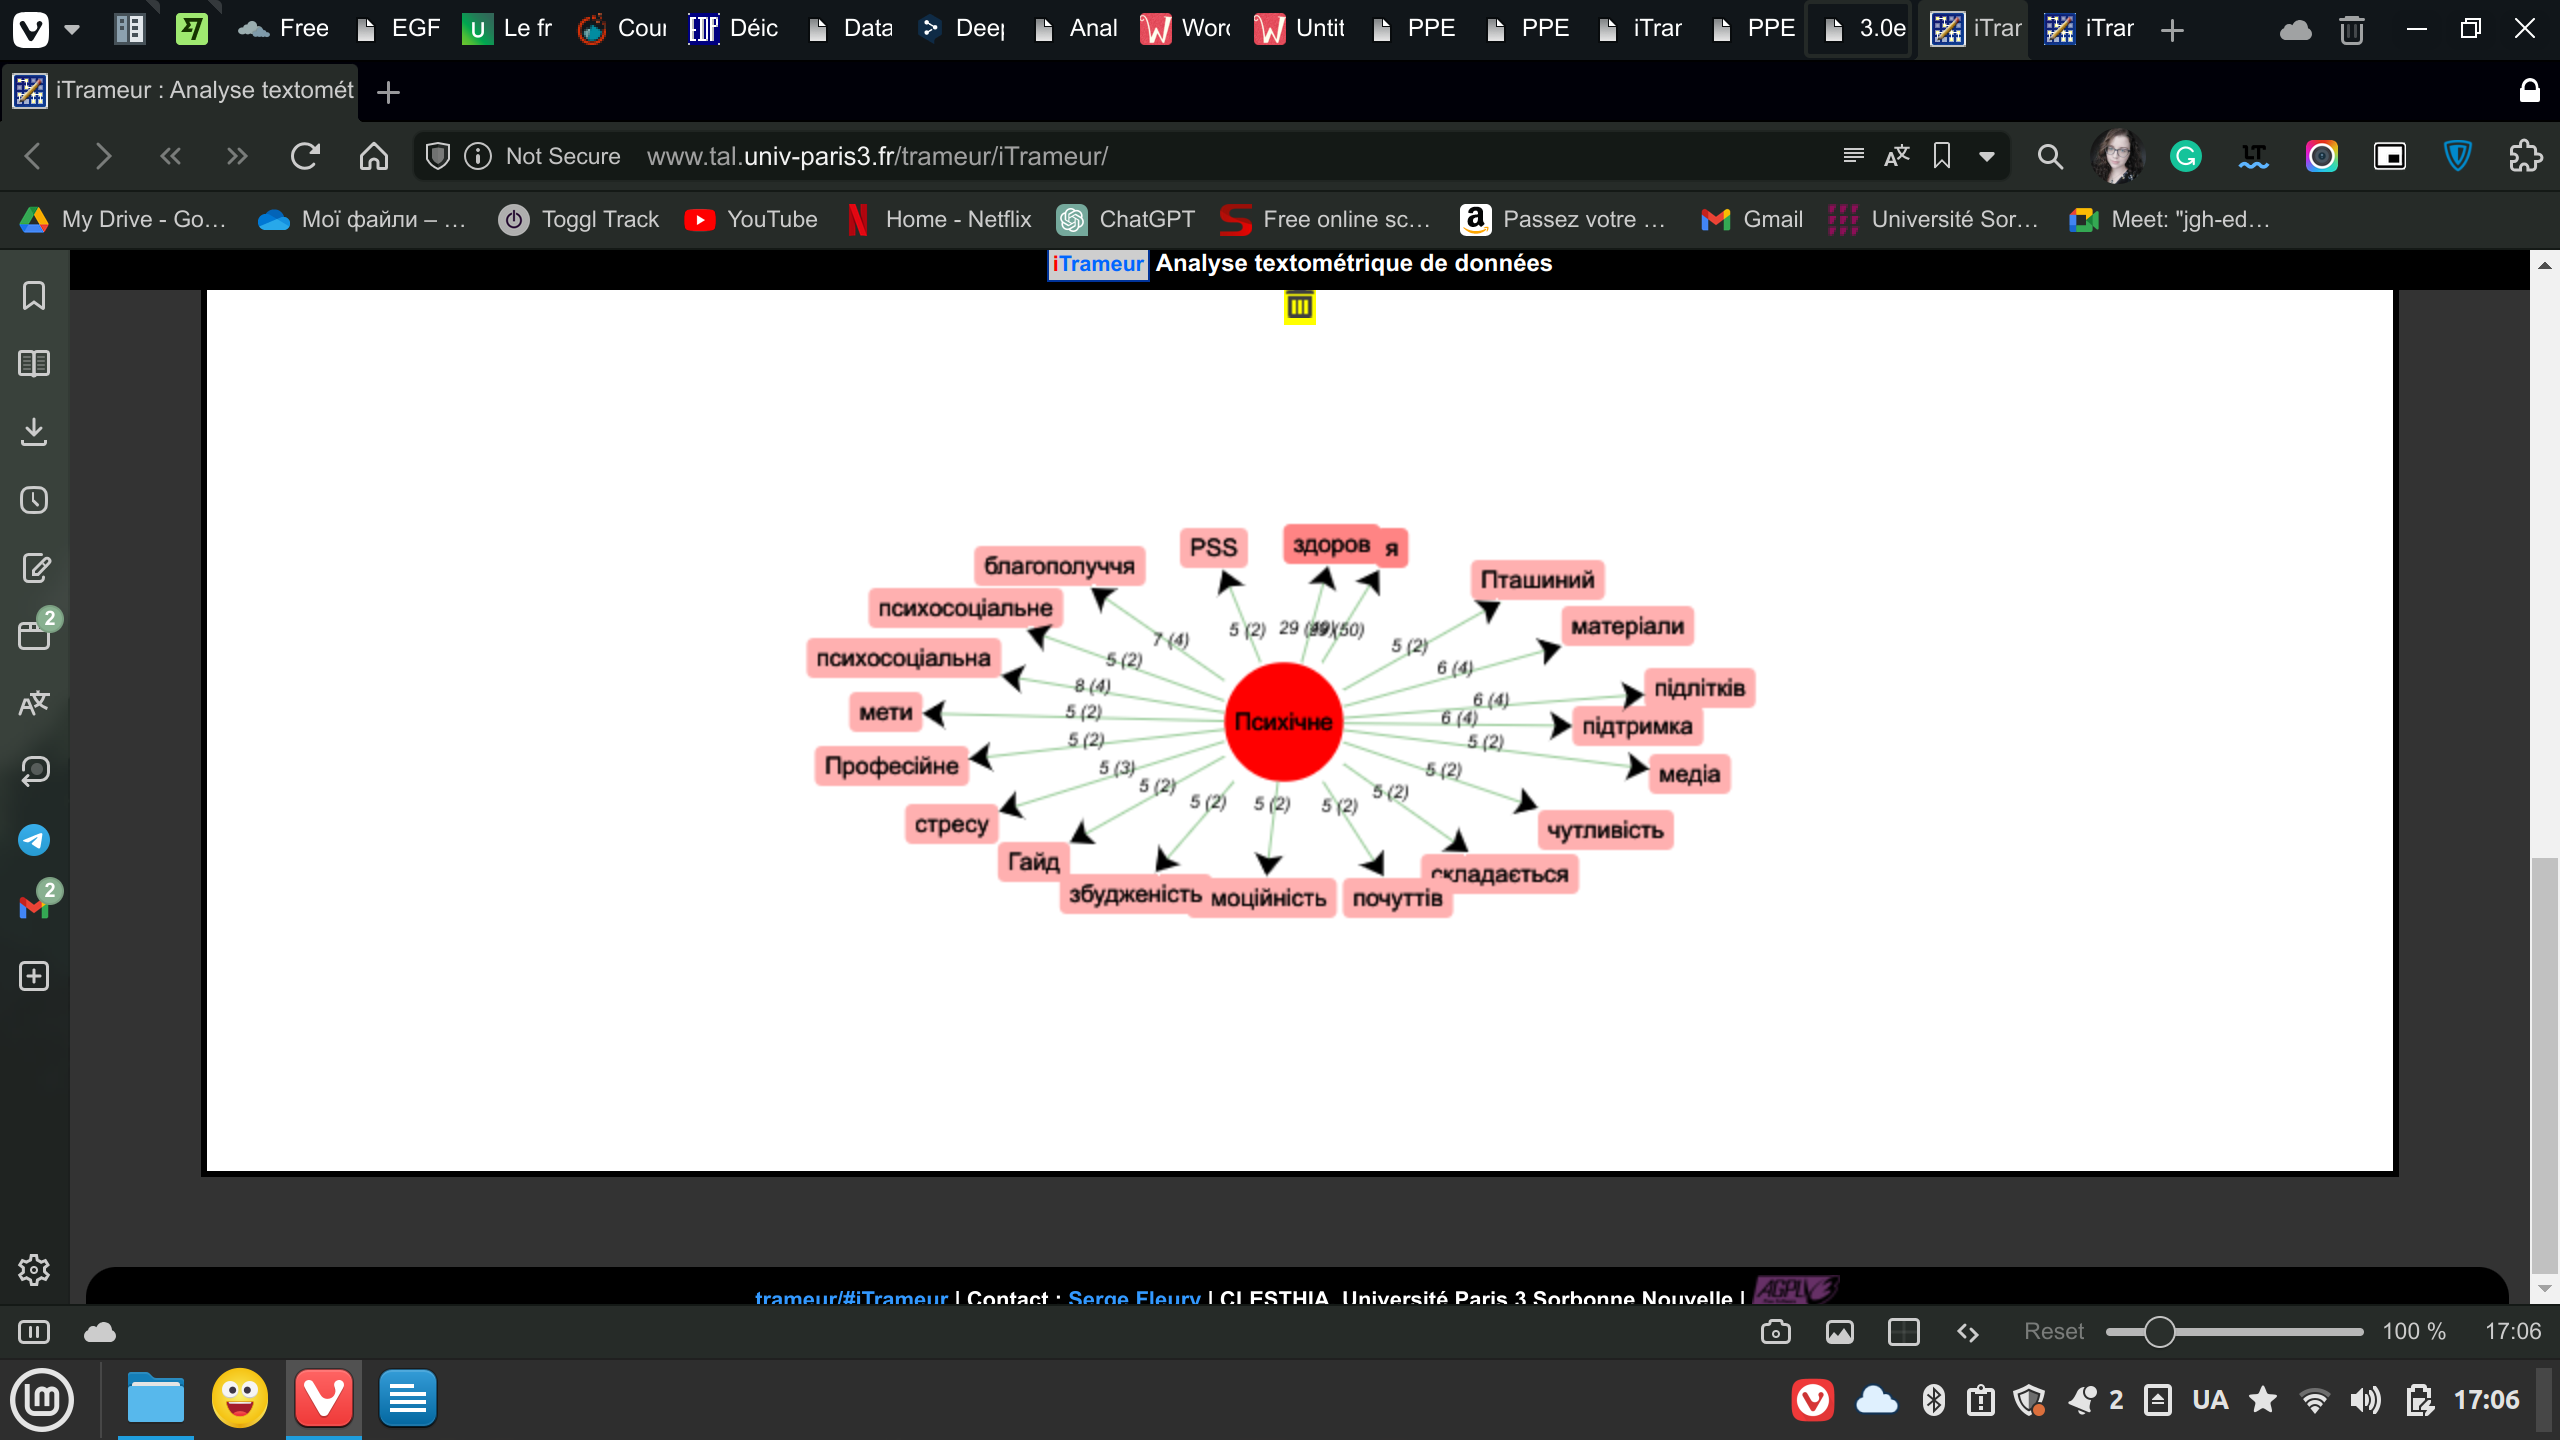 Free
EGF
Le fr
Cour
Déic
Data
Deep
Anal
Word
Untit
PPE
PPE
iTrar
PPE
3.0e
iTrar
iTrar
iTrameur : Analyse textomét
Not Secure www.tal.univ-paris3.fr/trameur/iTrameur/
My Drive - Go...
Мої файли – ...
Toggl Track
YouTube
Home - Netflix
ChatGPT
Free online sc...
Passez votre ...
Gmail
Université Sor...
Meet: "jgh-ed...
iTrameur Analyse textométrique de données
PSS
здоров
я
благополуччя
Пташиний
психосоціальне
матеріали
психосоціальна
підлітків
мети
підтримка
Професійне
медіа
стресу
чутливість
Гайд
складається
збудженість
моційність
почуттів
Психічне
7 (4)
5 (2)
29
(50)
5 (2)
5 (2)
6 (4)
8 (4)
6 (4)
5 (2)
6 (4)
5 (2)
5 (2)
5 (3)
5 (2)
5 (2)
5 (2)
5 (2)
5 (2)
5 (2)
2
2
trameur/#iTrameur | Contact : Serge Fleury | CLESTHIA, Université Paris 3 Sorbonne Nouvelle |
AGPLv3
Reset
100 %
17:06
2
UA
17:06